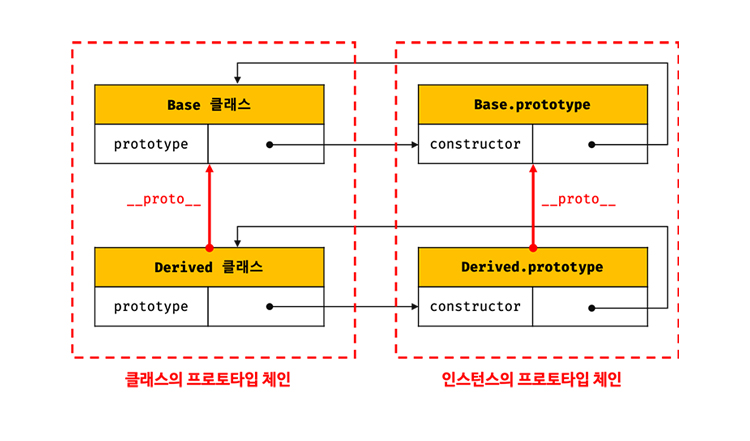 Base 클래스
Base.prototype
prototype
constructor
__proto__
__proto__
Derived 클래스
Derived.prototype
prototype
constructor
클래스의 프로토타입 체인
인스턴스의 프로토타입 체인